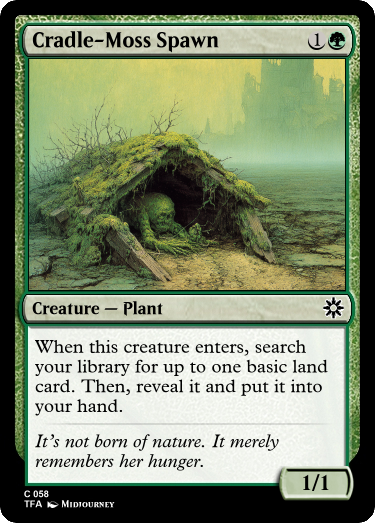 Cradle-Moss Spawn 1
Creature — Plant
When this creature enters, search
your library for up to one basic land
card. Then, reveal it and put it into
your hand.
It's not born of nature. It merely
remembers her hunger.
1/1
C 058
TFA Midjourney